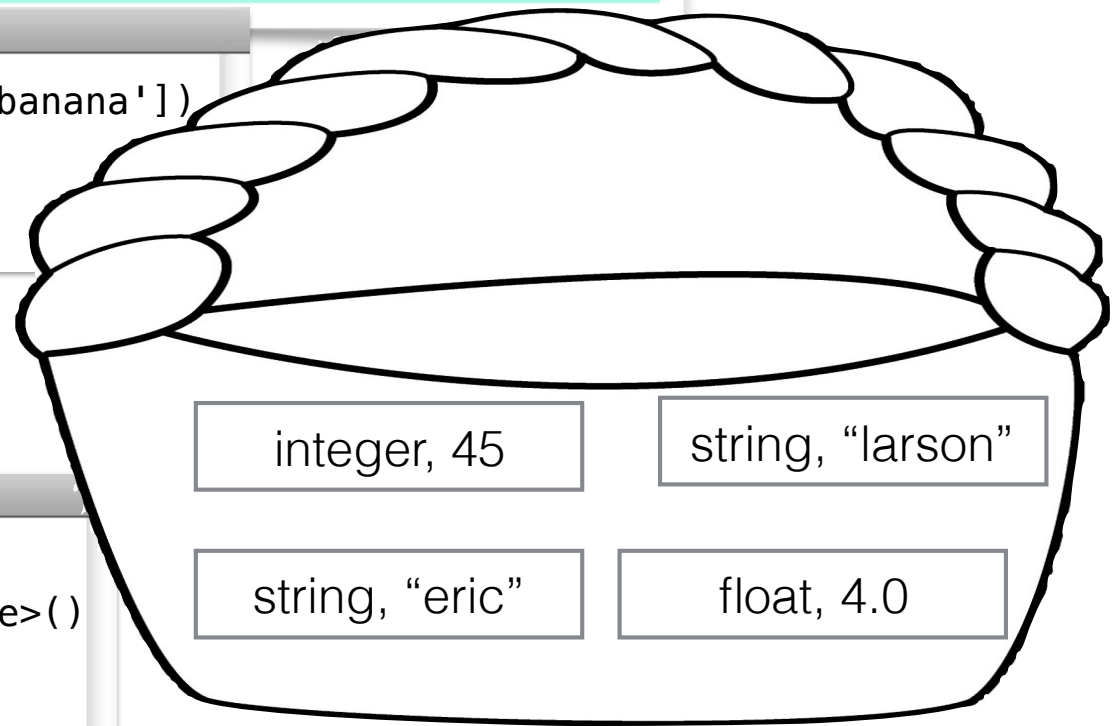 banana'])
integer, 45
string, “larson”
string, “eric”
float, 4.0
e>()